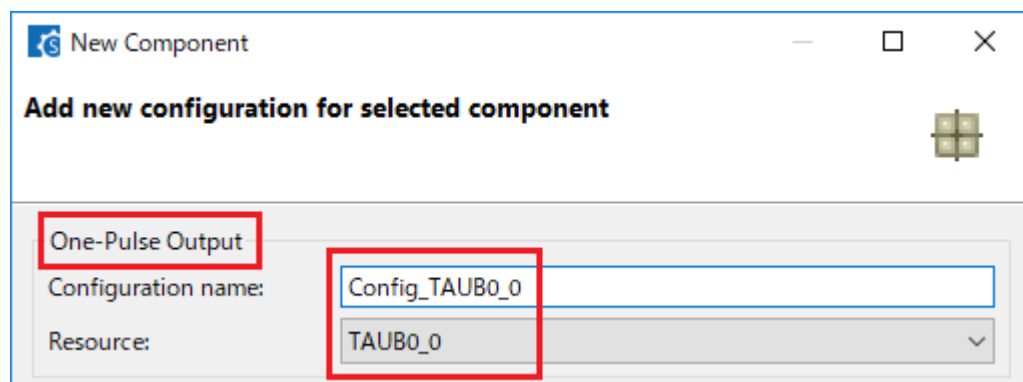 New Component
Add new configuration for selected component
One-Pulse Output
Configuration name: Config_TAUB0_0
Resource: TAUB0_0